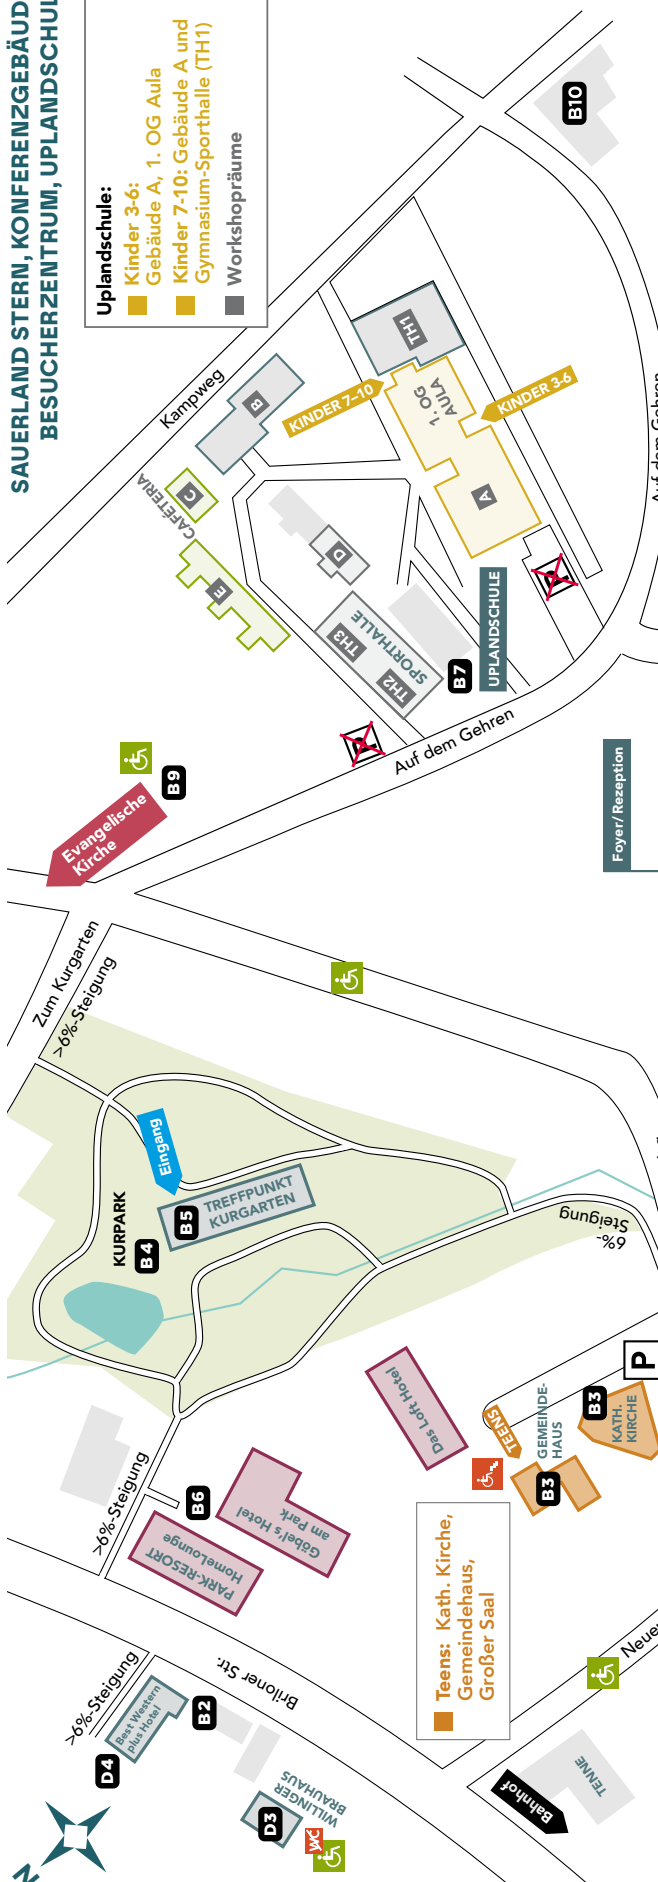 SAUERLAND STERN, KONFERENZGEBÄUD
BESUCHERZENTRUM, UPLANDSCHUL
Uplandschule:
Kinder 3-6:
Gebäude A, 1. OG Aula
Kinder 7-10: Gebäude A und
Gymnasium-Sporthalle (TH1)
Workshopräume
B10
Kampweg
TH1
B
KINDER 7–10
1. OG
AULA
KINDER 3-6
A
C
CAFÉTERIA
D
E
TH3
TH2
SPORTHALLE
B7
UPLANDSCHULE
Auf dem Gehren
Auf dem Gehren
B9
Evangelische
Kirche
Foyer/Rezeption
Zum Kurgarten
>6%-Steigung
Eingang
KURPARK
B4
B5
TREFFPUNKT
KURGARTEN
6%-
Steigung
P
Das Loft Hotel
TEENS
GEMEINDE-
HAUS
B3
B3
KATH.
KIRCHE
>6%-Steigung
B6
Göbel's Hotel
am Park
PARK-RESORT
HomeLounge
Teens: Kath. Kirche,
Gemeindehaus,
Großer Saal
Briloner Str.
>6%-Steigung
Best Western
plus Hotel
B2
D4
WILLINGER
BRAUHAUS
D3
WC
Bahnhof
TENNE
Neue
N